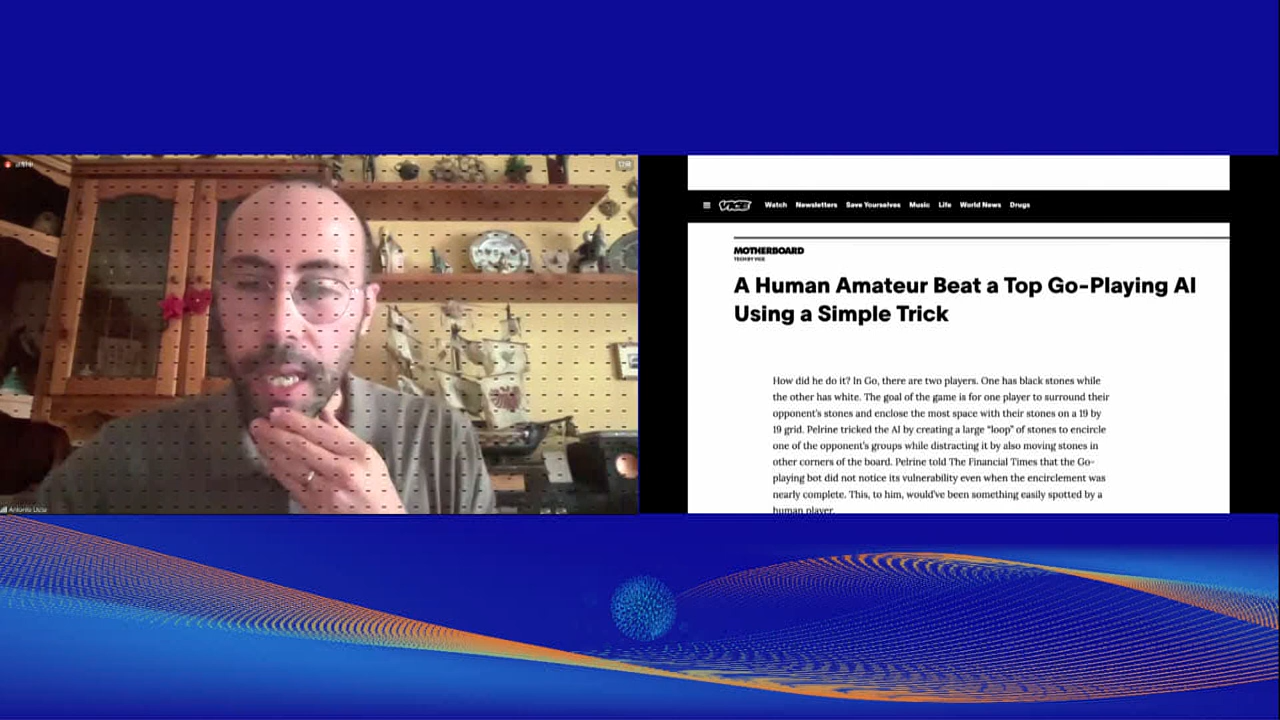 VICE
Watch Newsletters Save Yourselves Music Life World News Drugs
MOTHERBOARD
TECH BY VICE
A Human Amateur Beat a Top Go-Playing AI
Using a Simple Trick
How did he do it? In Go, there are two players. One has black stones while
the other has white. The goal of the game is for one player to surround their
opponent's stones and enclose the most space with their stones on a 19 by
19 grid. Pelrine tricked the AI by creating a large "loop" of stones to encircle
one of the opponent's groups while distracting it by also moving stones in
other corners of the board. Pelrine told The Financial Times that the Go-
playing bot did not notice its vulnerability even when the encirclement was
nearly complete. This, to him, would've been something easily spotted by a
human player.
Antonio